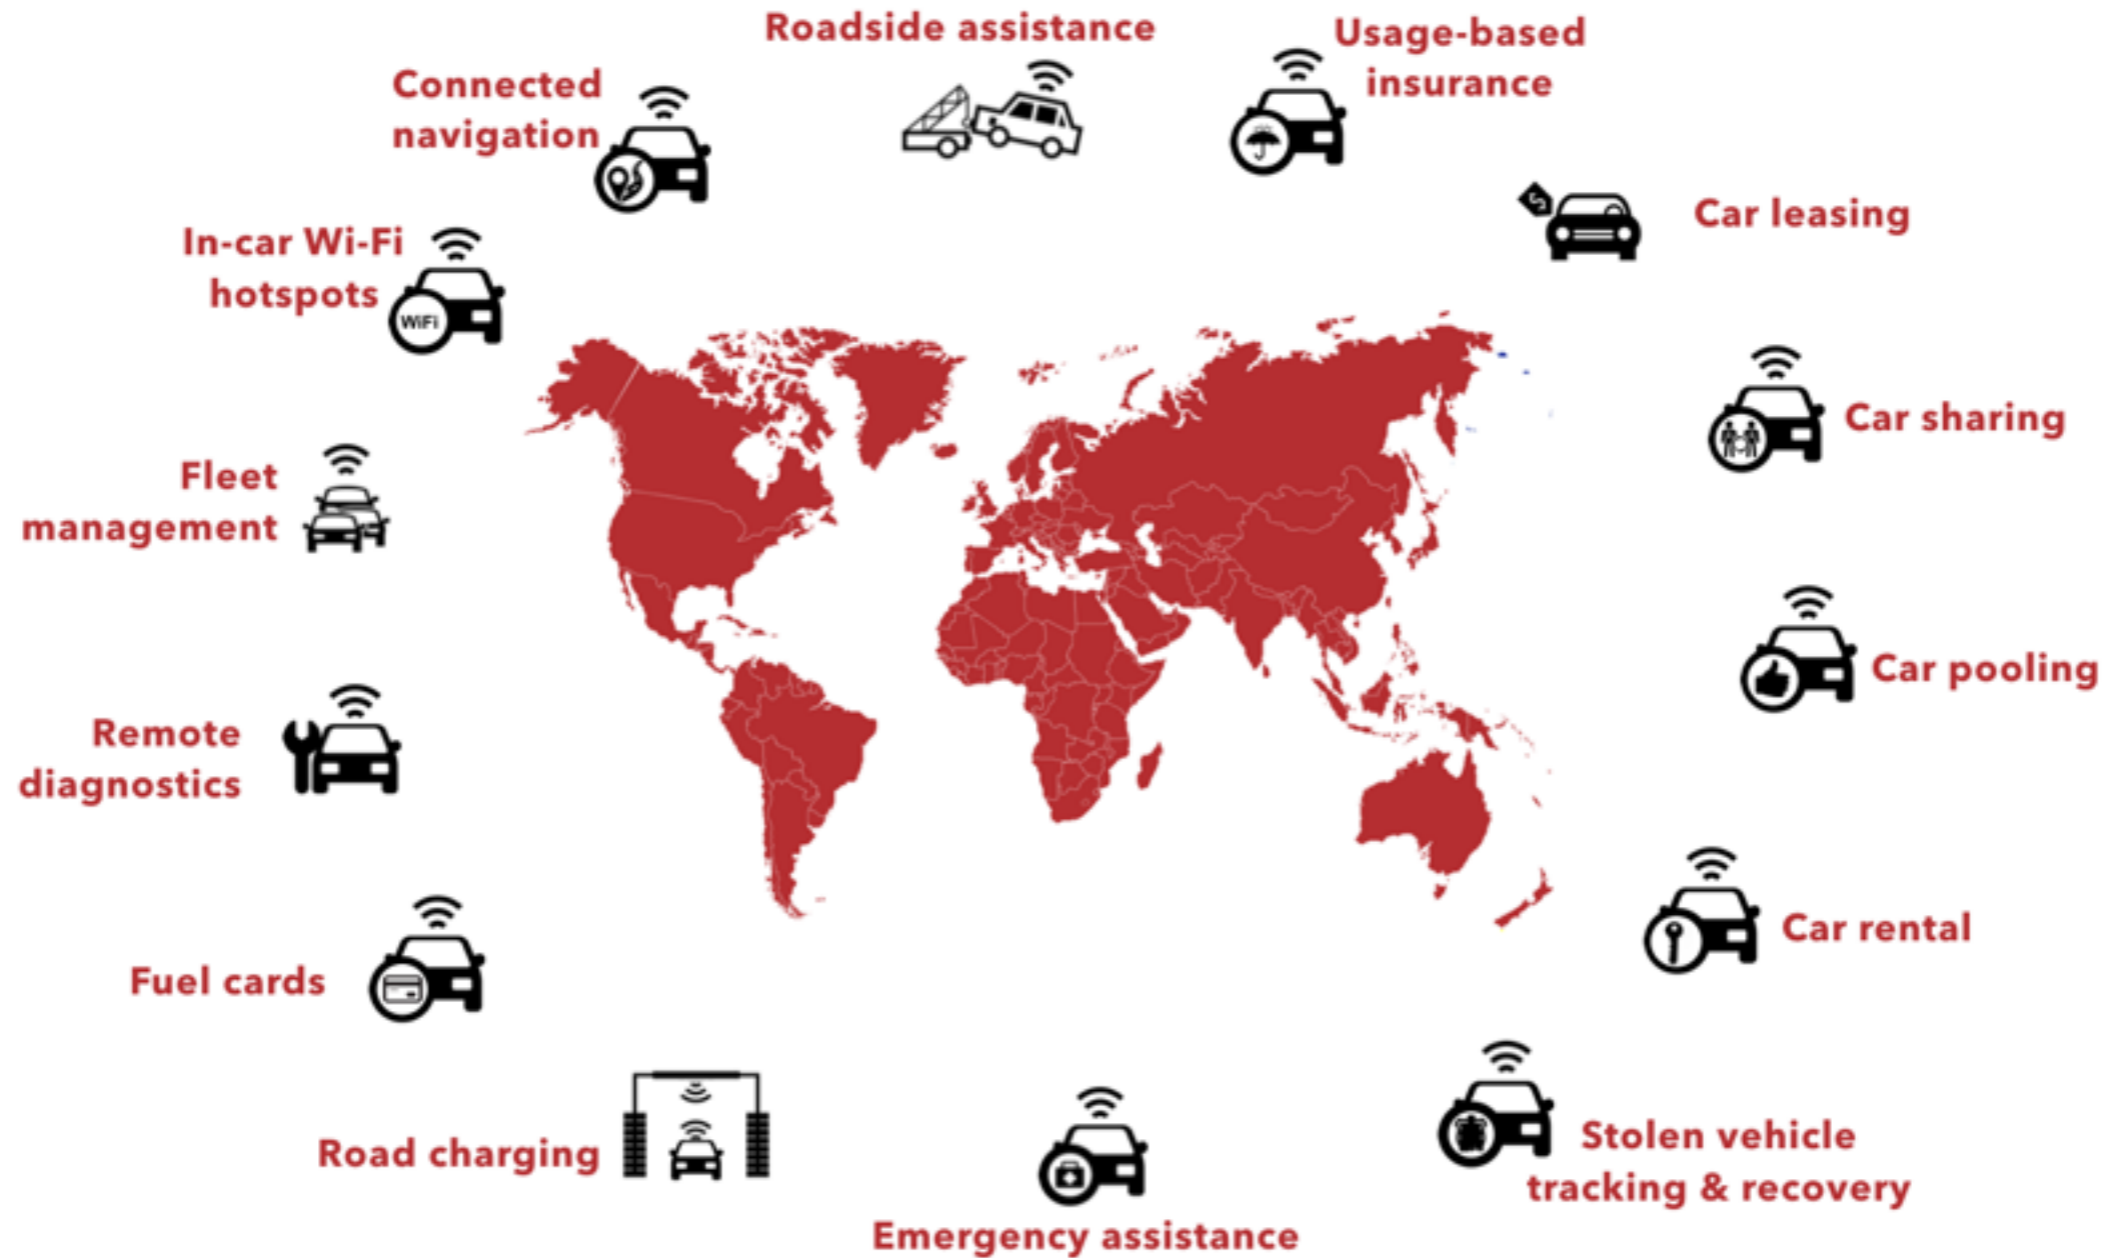 Roadside assistance
Usage-based
insurance
Connected
navigation
Car leasing
In-car Wi-Fi
hotspots
WiFi
Car sharing
Fleet
management
Car pooling
Remote
diagnostics
Car rental
Fuel cards
Road charging
Stolen vehicle
tracking & recovery
Emergency assistance